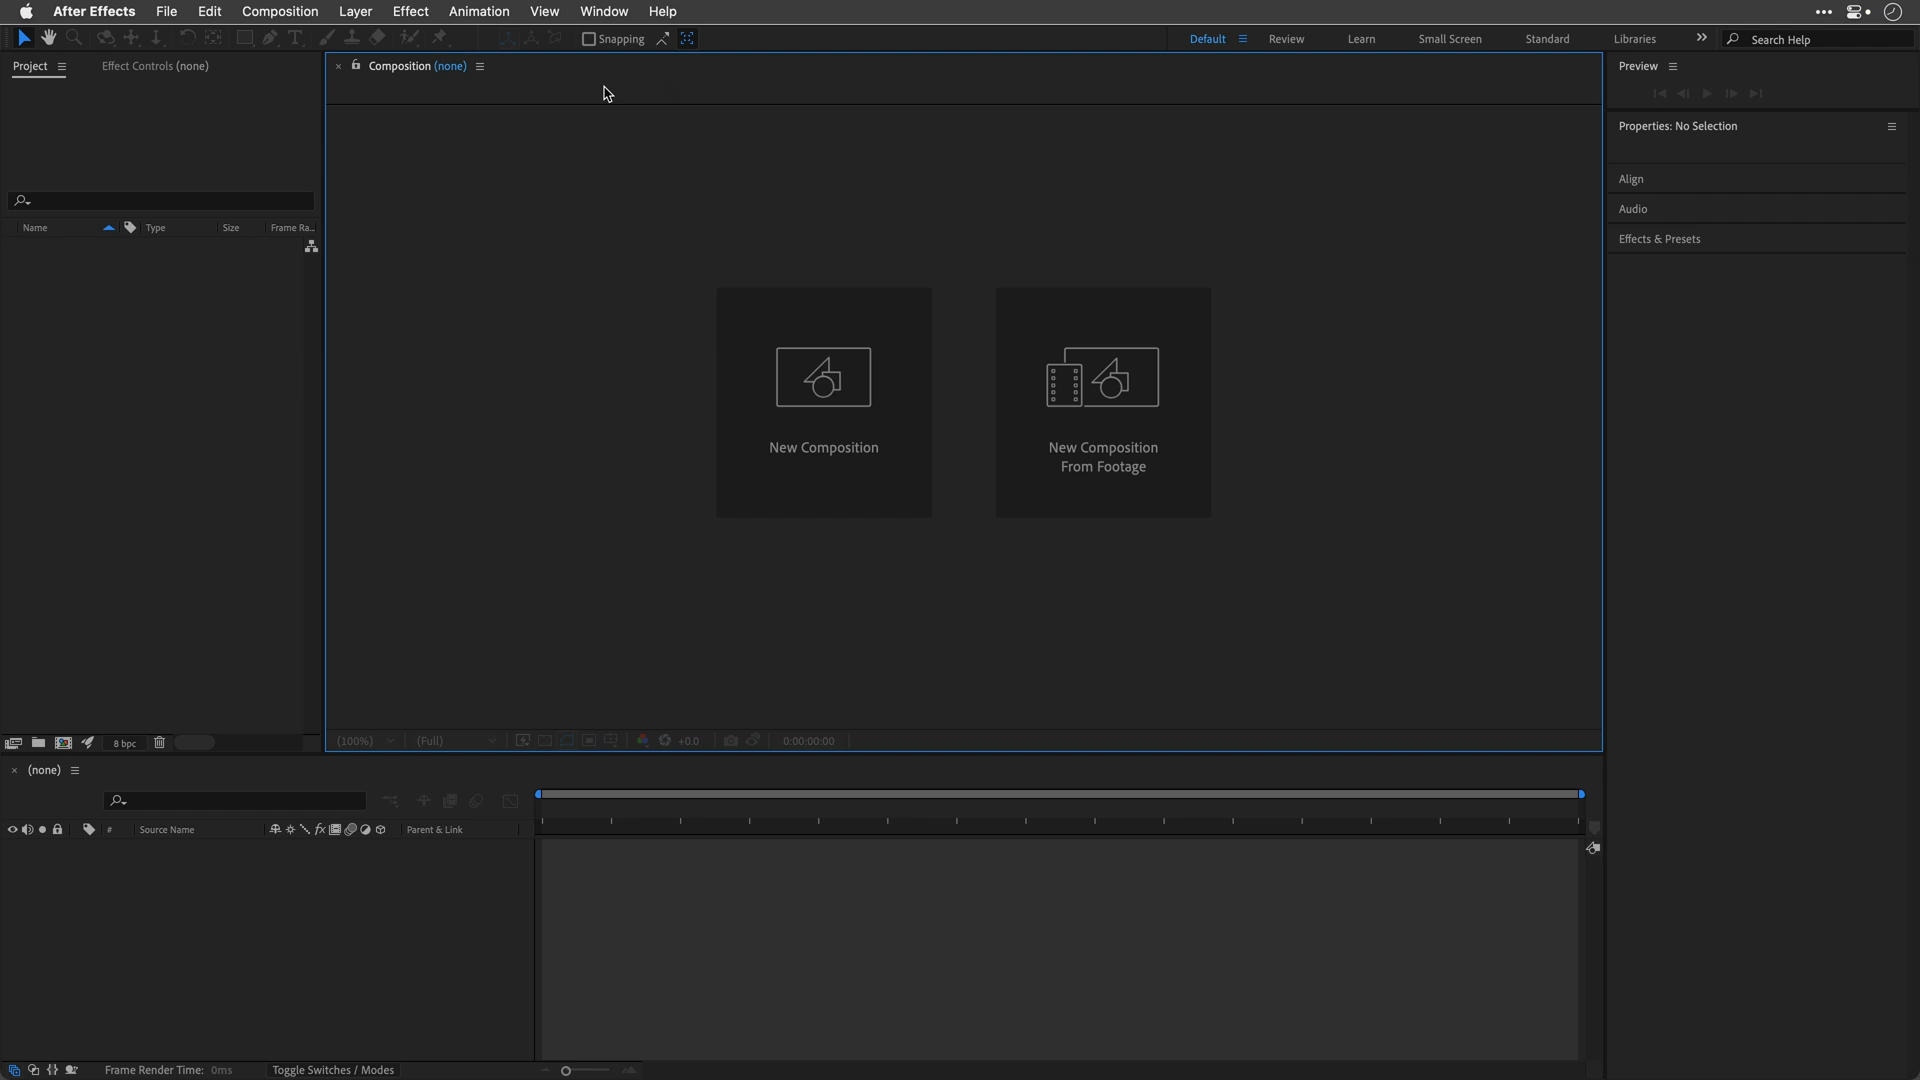 After Effects File Edit Composition Layer Effect Animation View Window Help
Snapping Default Review Learn Small Screen Standard Libraries Search Help
Project Effect Controls (none)
Composition (none)
Preview
Properties: No Selection
Align
Audio
Effects & Presets
Name Type Size Frame Ra...
New Composition
New Composition
From Footage
8 bpc
(100%) (Full) +0.0 0:00:00:00
(none)
# Source Name fx Parent & Link
Frame Render Time: 0ms Toggle Switches / Modes